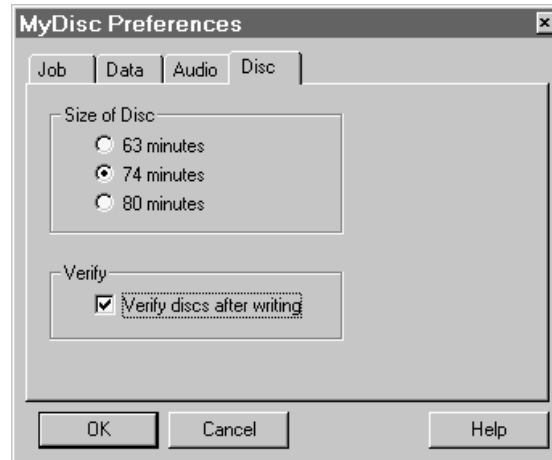 MyDisc Preferences
Job Data Audio Disc
Size of Disc
63 minutes
74 minutes
80 minutes
Verify
Verify discs after writing
OK Cancel Help